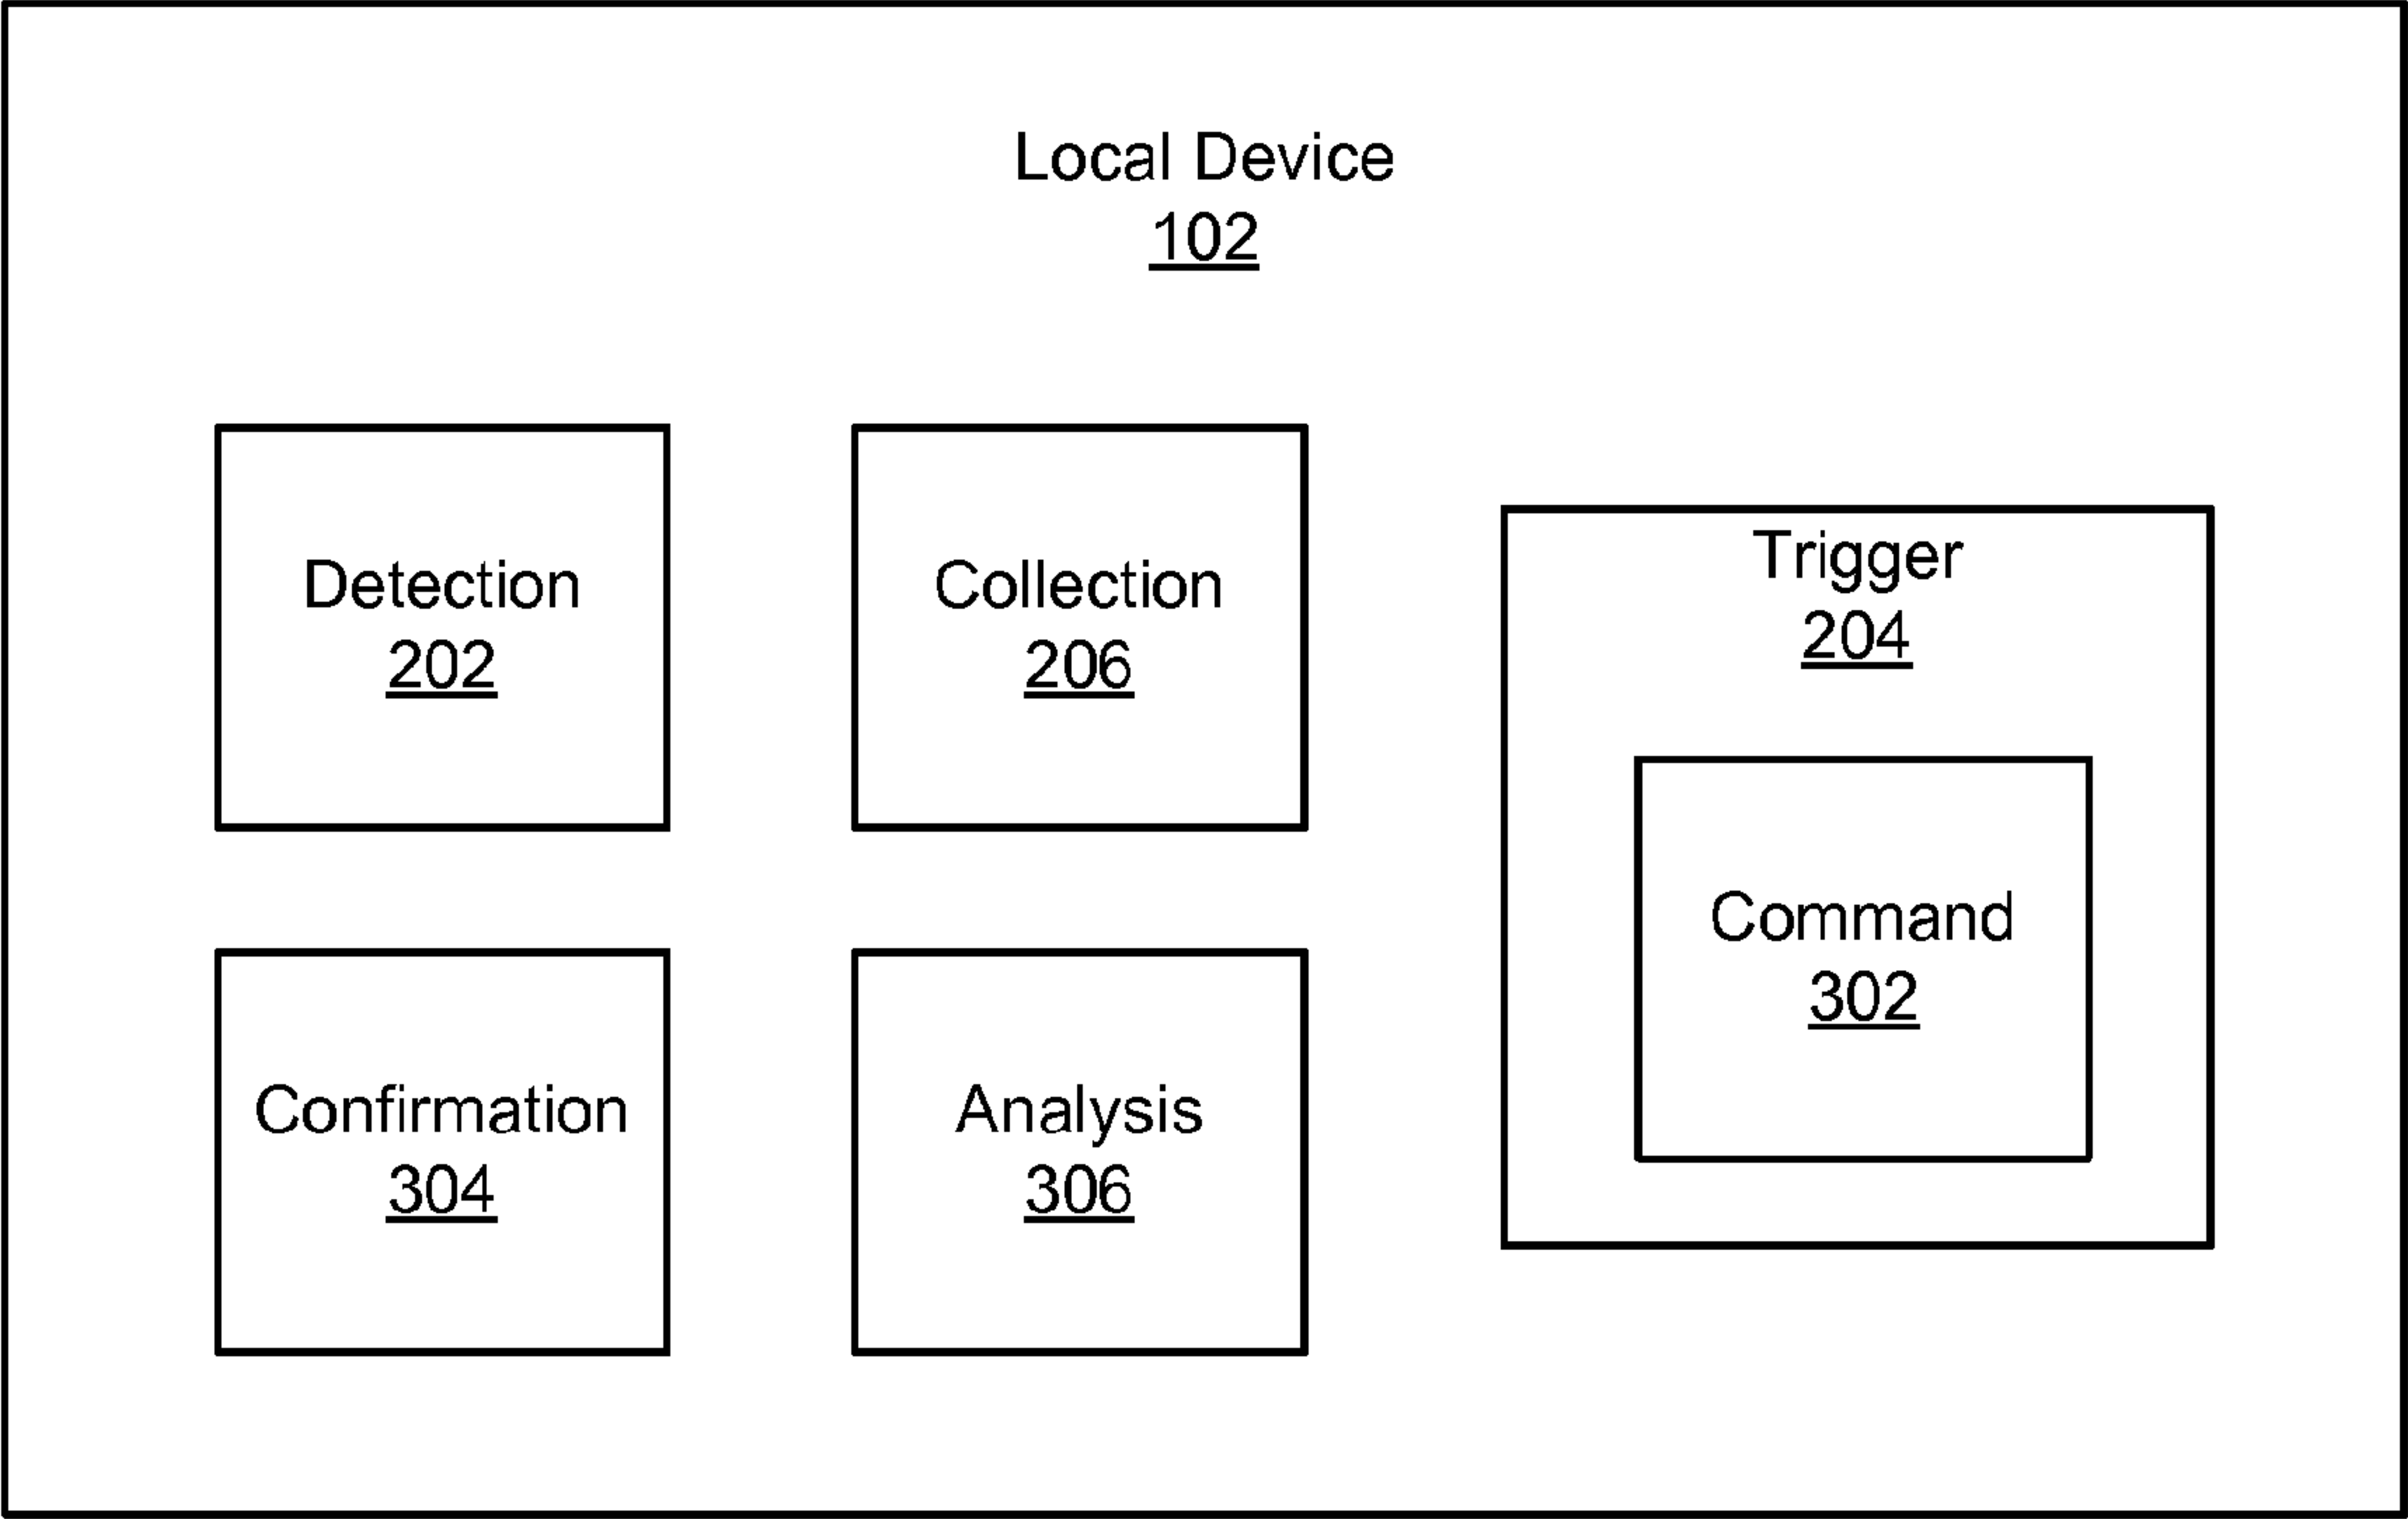 Local Device
102
Detection
202
Collection
206
Trigger
204
Command
302
Confirmation
304
Analysis
306